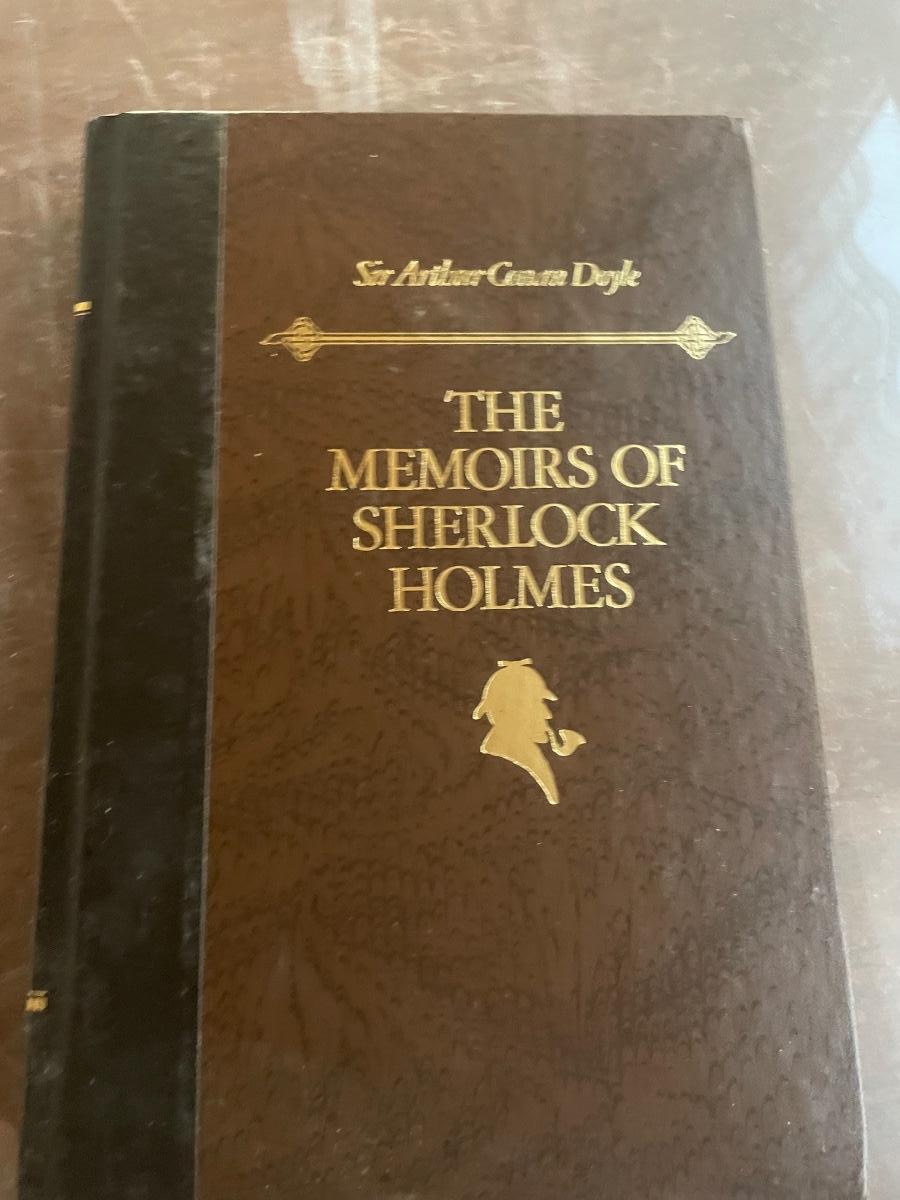 Sir Arthur Conan Doyle
THE
MEMOIRS OF
SHERLOCK
HOLMES